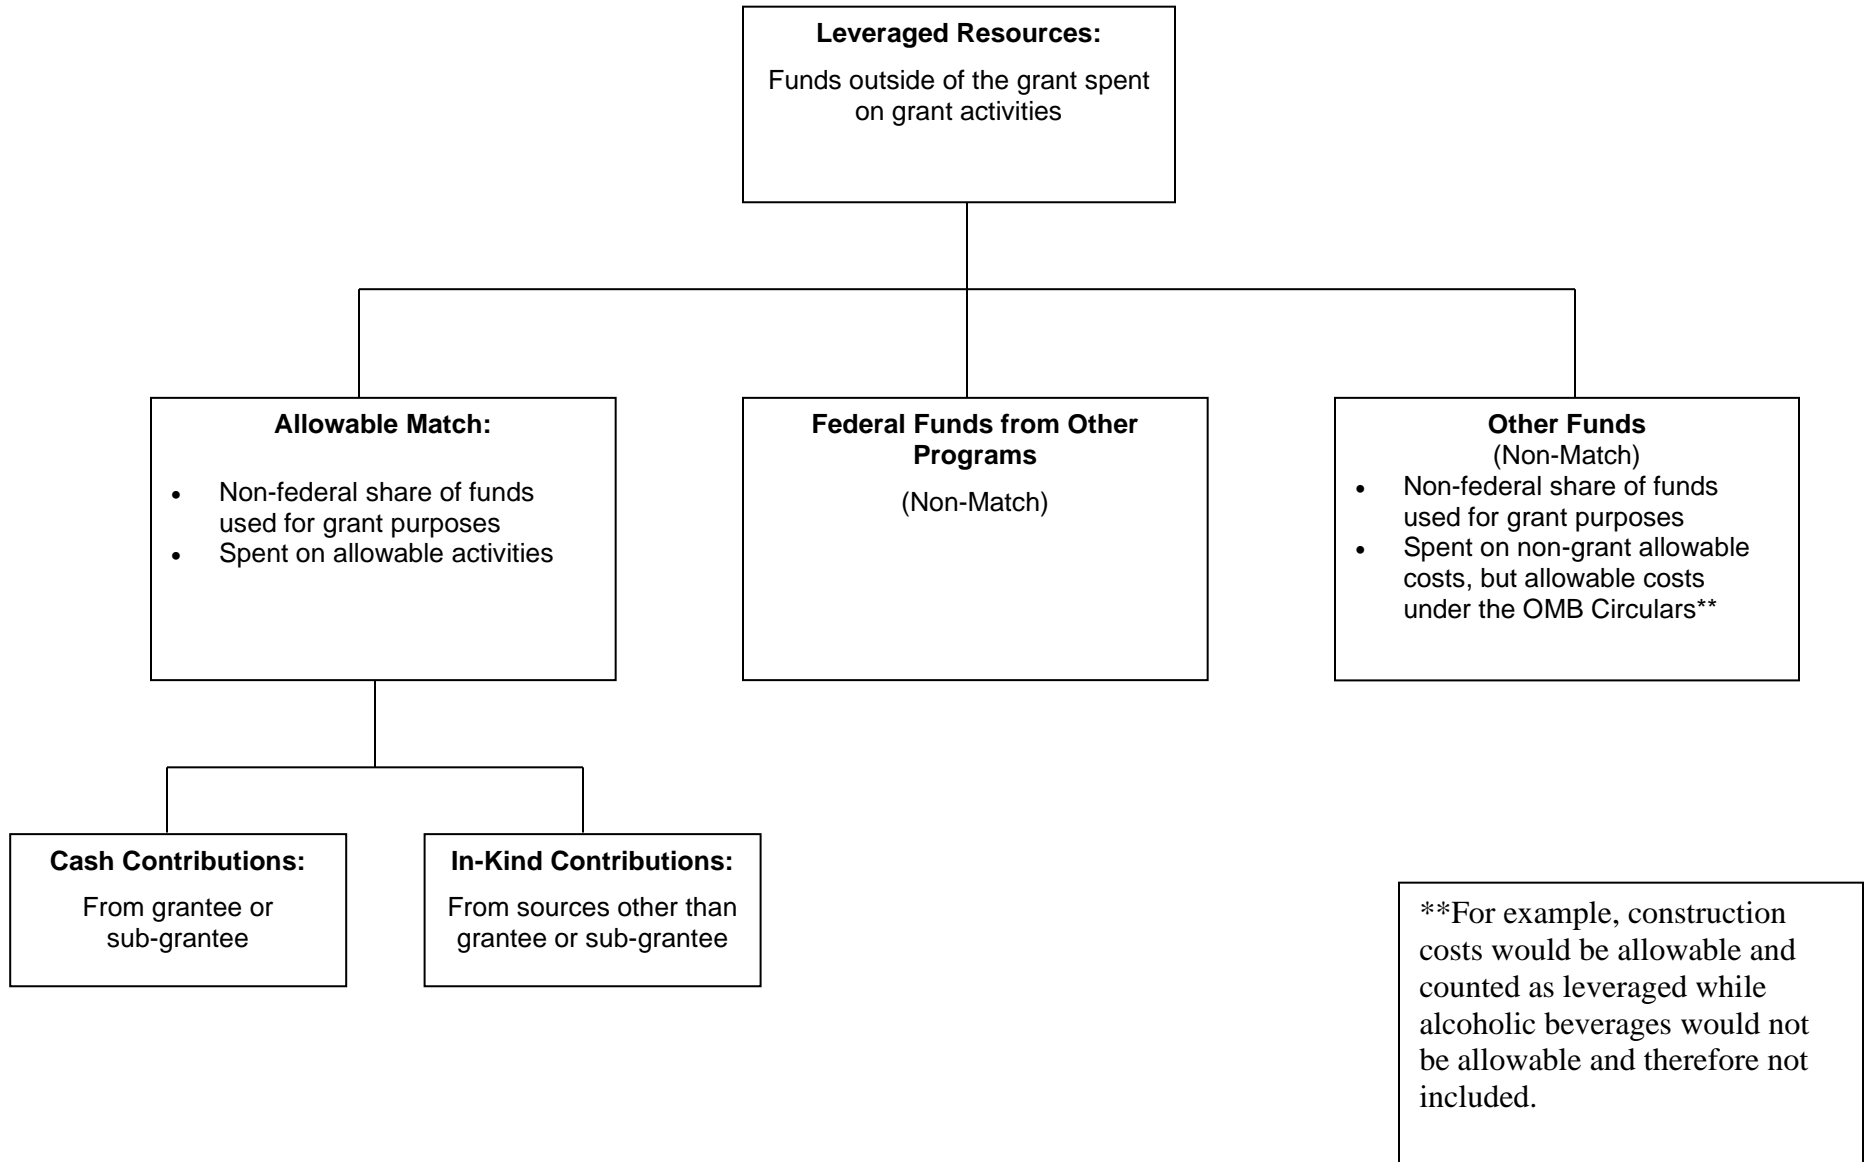 Leveraged Resources:
Funds outside of the grant spent
on grant activities
Allowable Match:
• Non-federal share of funds
used for grant purposes
• Spent on allowable activities
Federal Funds from Other
Programs
(Non-Match)
Other Funds
(Non-Match)
• Non-federal share of funds
used for grant purposes
• Spent on non-grant allowable
costs, but allowable costs
under the OMB Circulars**
Cash Contributions:
From grantee or
sub-grantee
In-Kind Contributions:
From sources other than
grantee or sub-grantee
**For example, construction
costs would be allowable and
counted as leveraged while
alcoholic beverages would not
be allowable and therefore not
included.